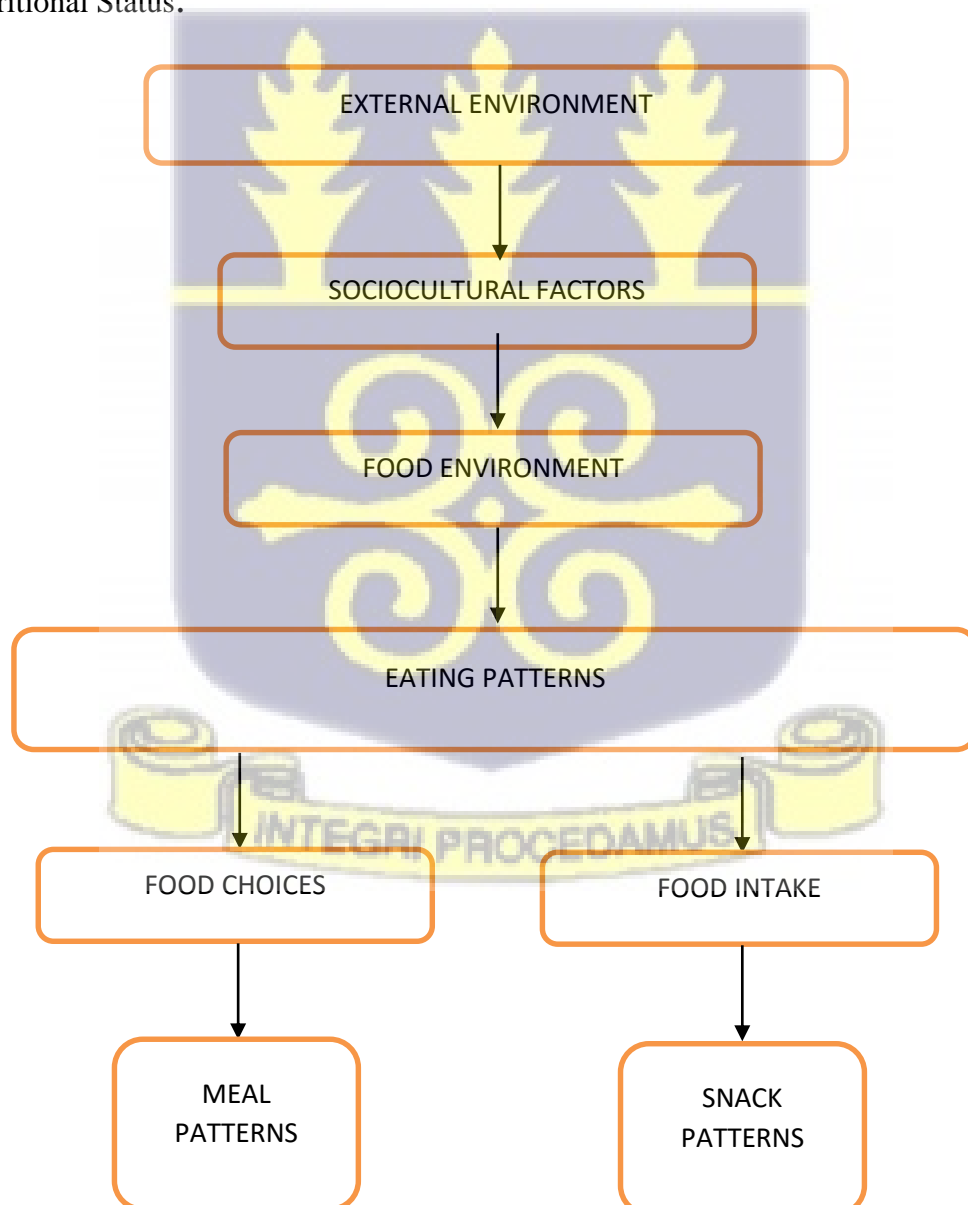 ritional Status.
EXTERNAL ENVIRONMENT
SOCIOCULTURAL FACTORS
FOOD ENVIRONMENT
EATING PATTERNS
INTEGRI PROCEDAMUS
FOOD CHOICES
FOOD INTAKE
MEAL
PATTERNS
SNACK
PATTERNS